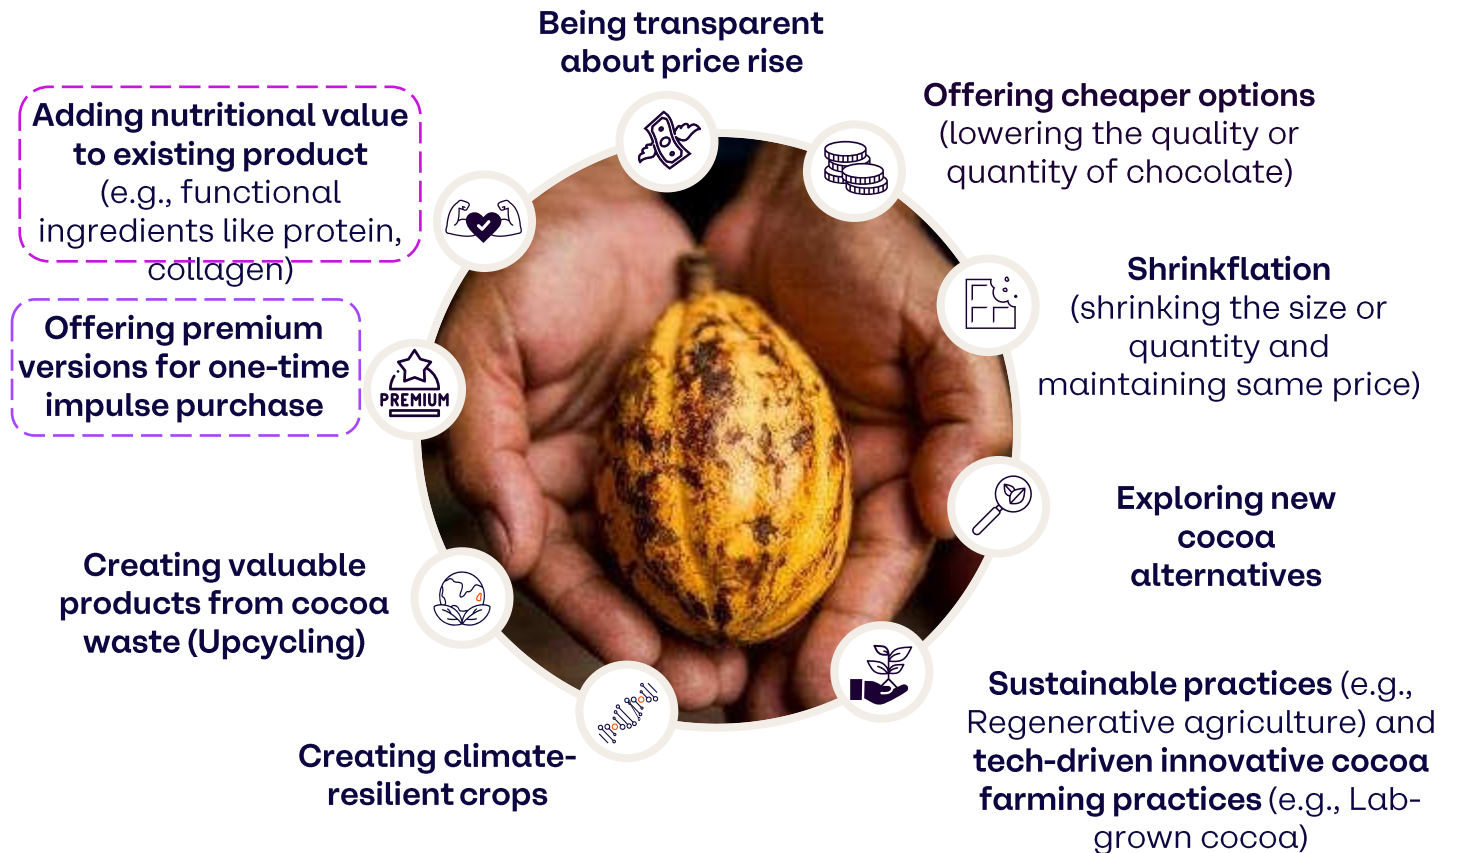 Being transparent
about price rise
Offering cheaper options
(lowering the quality or
quantity of chocolate)
Shrinkflation
(shrinking the size or
quantity and
maintaining same price)
Exploring new
cocoa
alternatives
Sustainable practices (e.g.,
Regenerative agriculture) and
tech-driven innovative cocoa
farming practices (e.g., Lab-
grown cocoa)
Creating climate-
resilient crops
Creating valuable
products from cocoa
waste (Upcycling)
Offering premium
versions for one-time
impulse purchase
PREMIUM
Adding nutritional value
to existing product
(e.g., functional
ingredients like protein,
collagen)